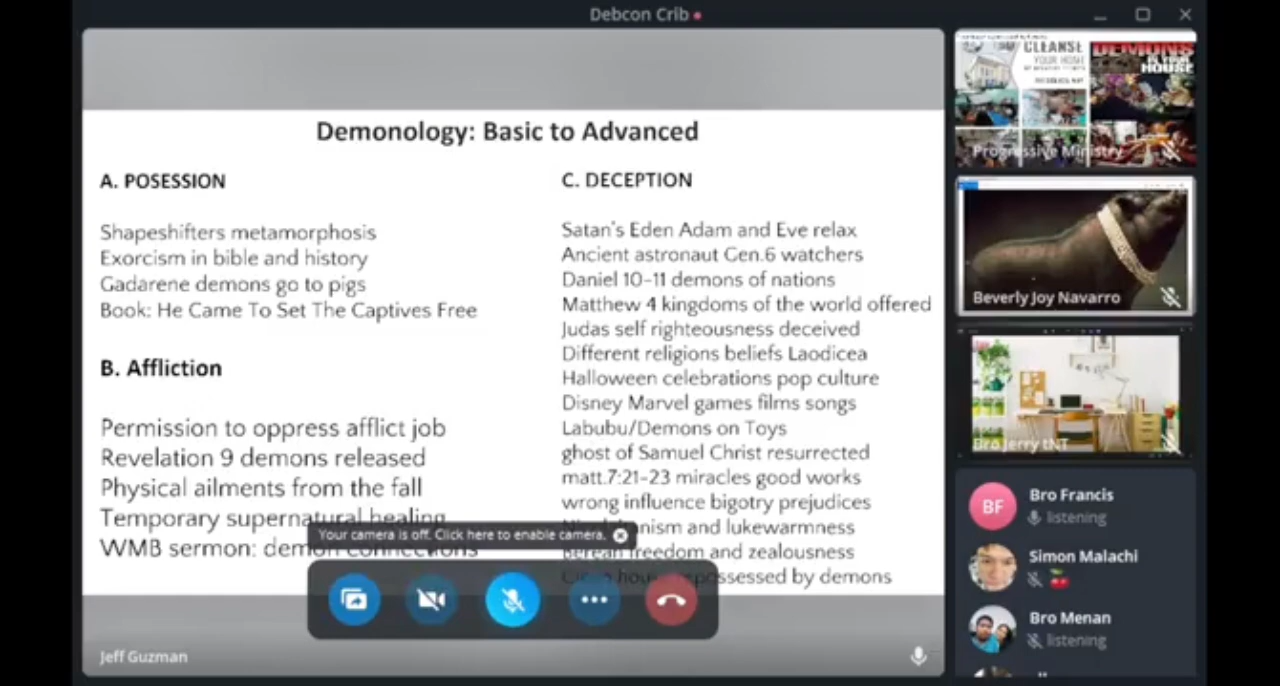 Debcon Crib
Demonology: Basic to Advanced
A. POSESSION
Shapeshifters metamorphosis
Exorcism in bible and history
Gadarene demons go to pigs
Book: He Came To Set The Captives Free
B. Affliction
Permission to oppress afflict job
Revelation 9 demons released
Physical ailments from the fall
Temporary supernatural healing
WMB sermon: demon connections
C. DECEPTION
Satan's Eden Adam and Eve relax
Ancient astronaut Gen.6 watchers
Daniel 10-11 demons of nations
Matthew 4 kingdoms of the world offered
Judas self righteousness deceived
Different religions beliefs Laodicea
Halloween celebrations pop culture
Disney Marvel games films songs
Labubu/Demons on Toys
ghost of Samuel Christ resurrected
matt.7:21-23 miracles good works
wrong influence bigotry prejudices
and lukewarmness
Berean freedom and zealousness
possessed by demons
Your camera is off. Click here to enable camera.
Jeff Guzman
CLEANSE
YOUR HOME
DEMONS
HOUSE
Progressive Ministry
Beverly Joy Navarro
Bro Jerry tNT
BF
Bro Francis
listening
Simon Malachi
Bro Menan
listening